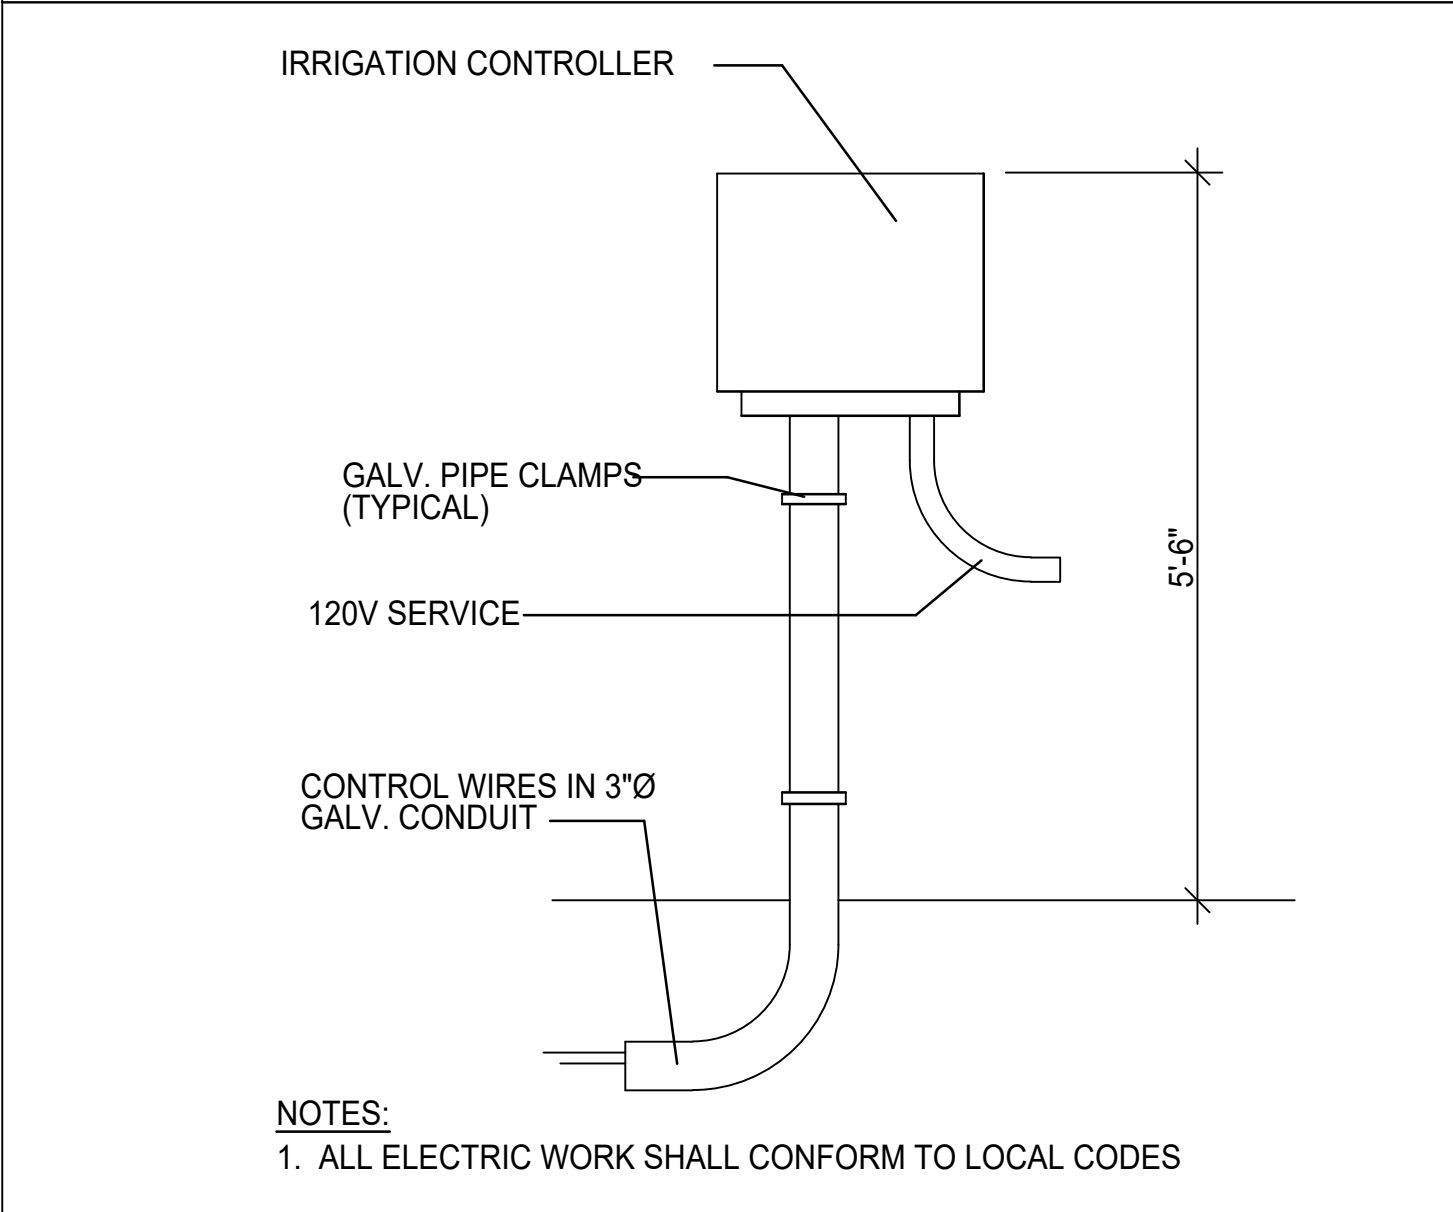 IRRIGATION CONTROLLER
GALV. PIPE CLAMPS
(TYPICAL)
5'-6"
120V SERVICE
CONTROL WIRES IN 3"Ø
GALV. CONDUIT
NOTES:
1. ALL ELECTRIC WORK SHALL CONFORM TO LOCAL CODES